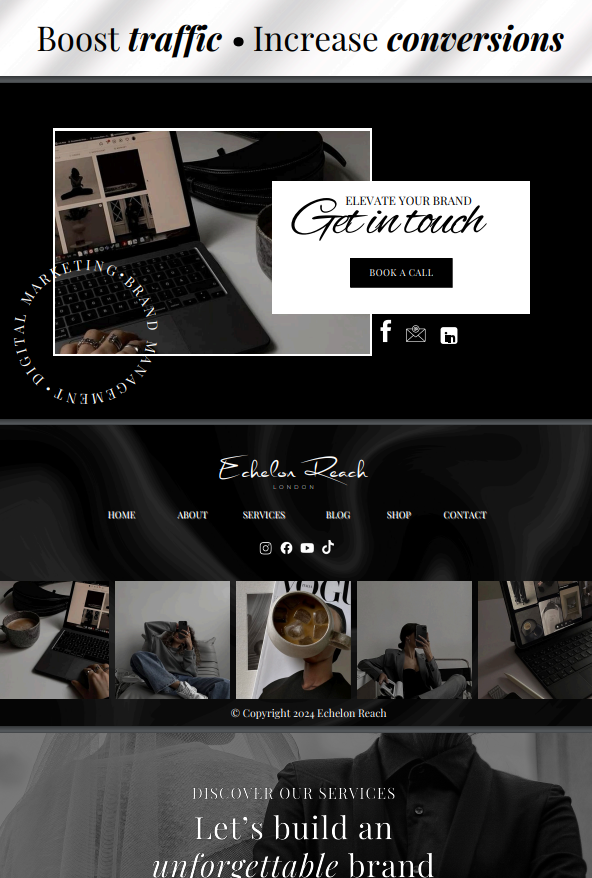 Boost traffic • Increase conversions
ELEVATE YOUR BRAND
Get in touch
BOOK A CALL
DIGITAL MARKETING • BRAND MANAGEMENT •
Echelon Reach
LONDON
HOME ABOUT SERVICES BLOG SHOP CONTACT
VOGU
© Copyright 2024 Echelon Reach
DISCOVER OUR SERVICES
Let's build an
unforgettable brand